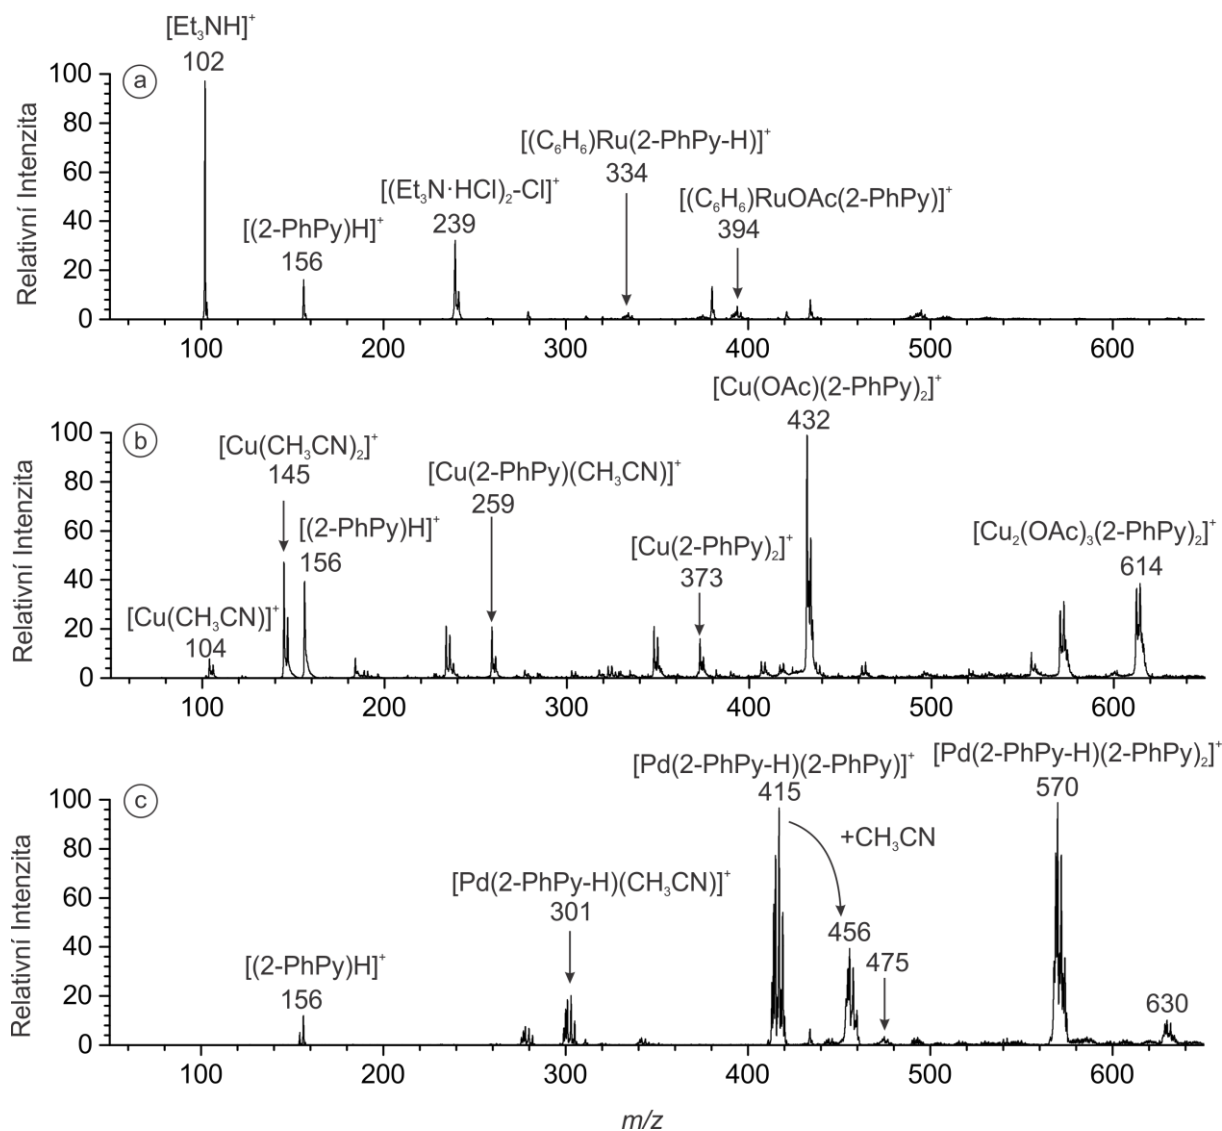 [Et₃NH]⁺
102
a
[(C₆H₆)Ru(2-PhPy-H)]⁺
334
[(Et₃N·HCl)₂-Cl]⁺
239
[(C₆H₆)RuOAc(2-PhPy)]⁺
394
[(2-PhPy)H]⁺
156
Relativní Intenzita
100
80
60
40
20
0
100 200 300 400 500 600
[Cu(OAc)(2-PhPy)₂]⁺
432
b
[Cu(CH₃CN)₂]⁺
145
[Cu(2-PhPy)(CH₃CN)]⁺
259
[(2-PhPy)H]⁺
156
[Cu(2-PhPy)₂]⁺
373
[Cu₂(OAc)₃(2-PhPy)₂]⁺
614
[Cu(CH₃CN)]⁺
104
Relativní Intenzita
100
80
60
40
20
0
100 200 300 400 500 600
[Pd(2-PhPy-H)(2-PhPy)]⁺
415
[Pd(2-PhPy-H)(2-PhPy)₂]⁺
570
c
+CH₃CN
[Pd(2-PhPy-H)(CH₃CN)]⁺
301
456
475
[(2-PhPy)H]⁺
156
630
Relativní Intenzita
100
80
60
40
20
0
100 200 300 400 500 600
m/z